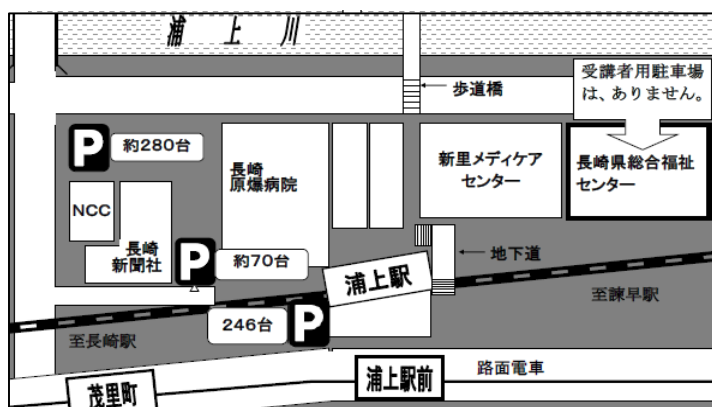 浦上川
受講者用駐車場
は、ありません。
歩道橋
P 約280台
長崎
原爆病院
新里メディケア
センター
長崎県総合福祉
センター
NCC
長崎
新聞社
P 約70台
地下道
浦上駅
246台 P
至長崎駅
至諫早駅
茂里町
浦上駅前
路面電車